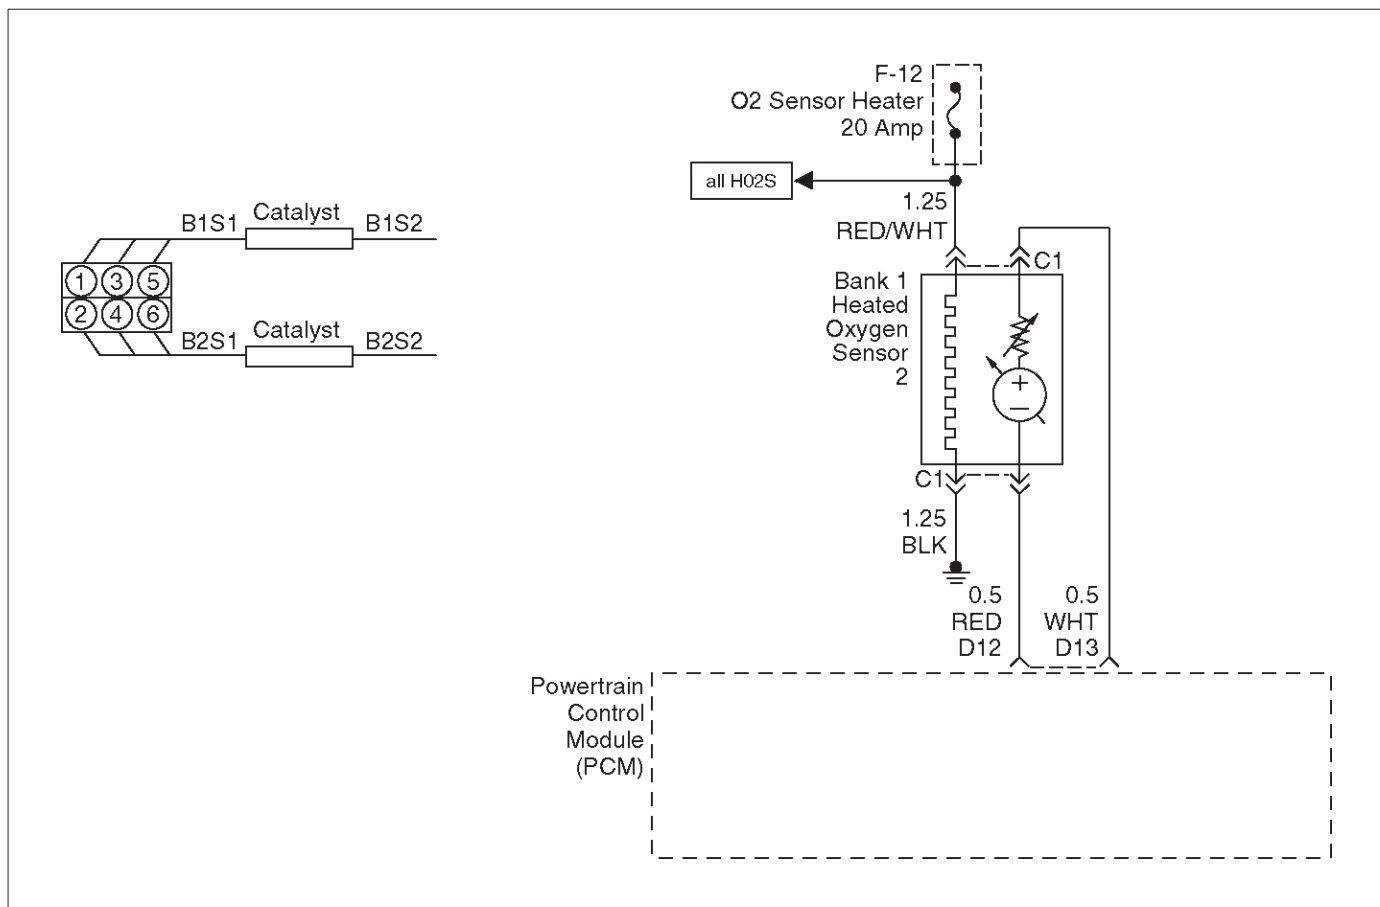 F-12
O2 Sensor Heater
20 Amp
all H02S
1.25
RED/WHT
B1S1 Catalyst B1S2
1 3 5
2 4 6
B2S1 Catalyst B2S2
C1
Bank 1
Heated
Oxygen
Sensor
2
+
−
C1
1.25
BLK
0.5
RED
D12
0.5
WHT
D13
Powertrain
Control
Module
(PCM)